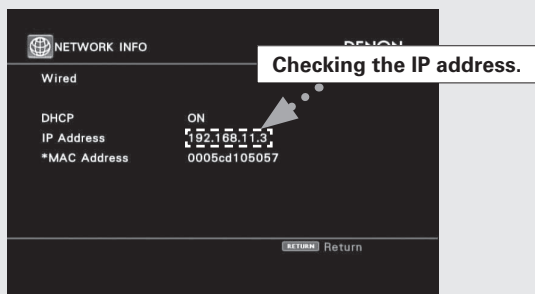 NETWORK INFO
DENON
Checking the IP address.
Wired
DHCP ON
IP Address 192.168.11.3
*MAC Address 0005cd105057
RETURN Return